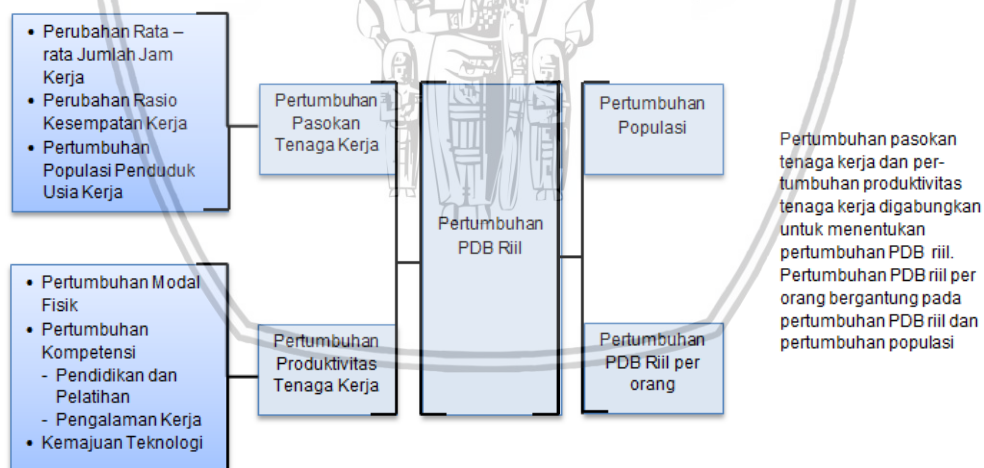 • Perubahan Rata –
rata Jumlah Jam
Kerja
• Perubahan Rasio
Kesempatan Kerja
• Pertumbuhan
Populasi Penduduk
Usia Kerja
• Pertumbuhan Modal
Fisik
• Pertumbuhan
Kompetensi
- Pendidikan dan
Pelatihan
- Pengalaman Kerja
• Kemajuan Teknologi
Pertumbuhan
Pasokan
Tenaga Kerja
Pertumbuhan
Produktivitas
Tenaga Kerja
Pertumbuhan
PDB Riil
Pertumbuhan
Populasi
Pertumbuhan
PDB Riil per
orang
Pertumbuhan pasokan
tenaga kerja dan per-
tumbuhan produktivitas
tenaga kerja digabungkan
untuk menentukan
pertumbuhan PDB riil.
Pertumbuhan PDB riil per
orang bergantung pada
pertumbuhan PDB riil dan
pertumbuhan populasi